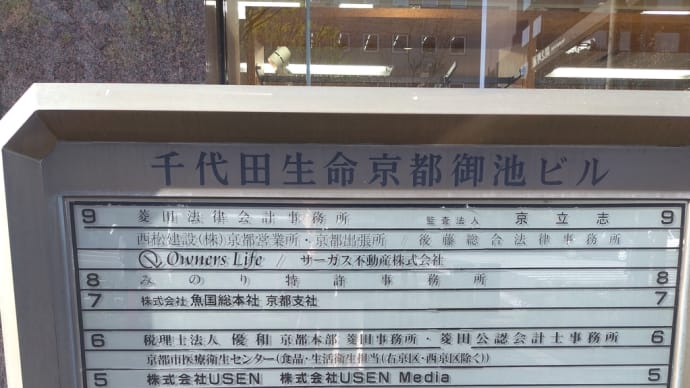 千代田生命京都御池ビル
9 菱田法律会計事務所 監査法人 京立志 9
西松建設(株)京都営業所・京都出張所 // 後藤総合法律事務所
Owners Life // サーガス不動産株式会社
8 みのり特許事務所 8
7 株式会社 魚国総本社 京都支社 7
6 税理士法人 優和 京都本部 菱田事務所・菱田公認会計士事務所 6
京都市医療衛生センター(食品・生活衛生担当(右京区・西京区除く))
5 株式会社USEN 株式会社USEN Media 5